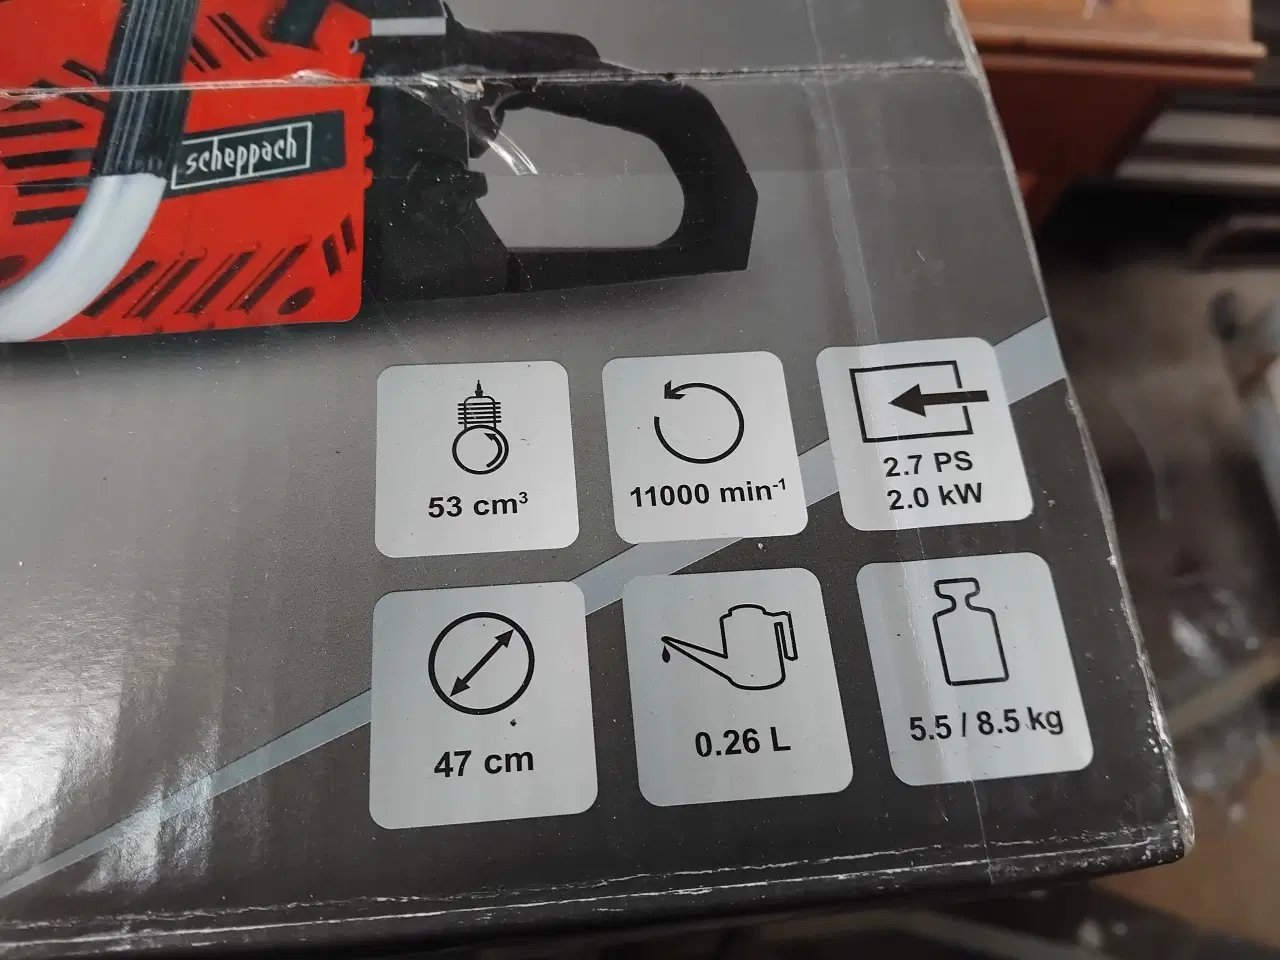 scheppach
53 cm³
11000 min⁻¹
2.7 PS
2.0 kW
47 cm
0.26 L
5.5 / 8.5 kg